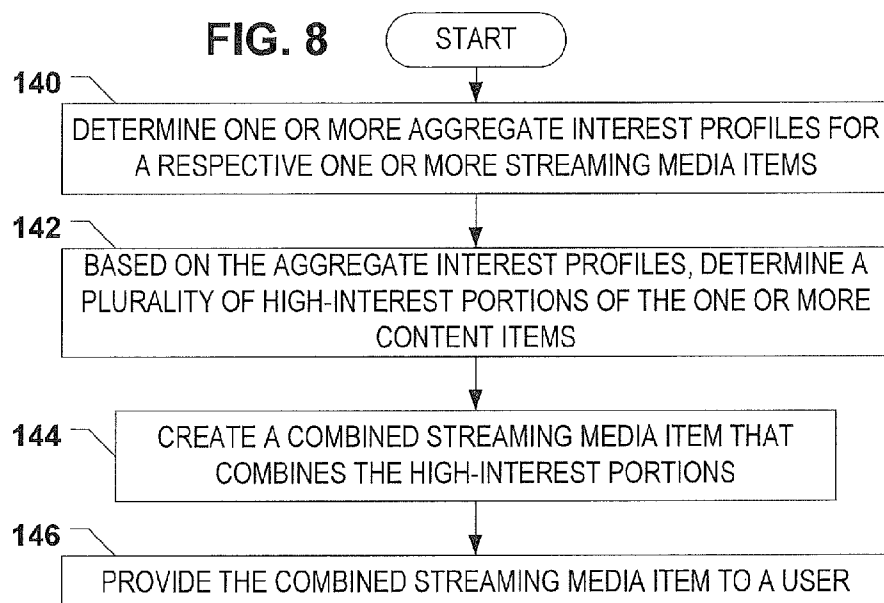 FIG. 8
START
140
DETERMINE ONE OR MORE AGGREGATE INTEREST PROFILES FOR
A RESPECTIVE ONE OR MORE STREAMING MEDIA ITEMS
142
BASED ON THE AGGREGATE INTEREST PROFILES, DETERMINE A
PLURALITY OF HIGH-INTEREST PORTIONS OF THE ONE OR MORE
CONTENT ITEMS
144
CREATE A COMBINED STREAMING MEDIA ITEM THAT
COMBINES THE HIGH-INTEREST PORTIONS
146
PROVIDE THE COMBINED STREAMING MEDIA ITEM TO A USER